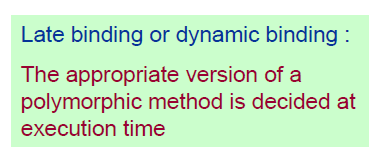 Late binding or dynamic binding :
The appropriate version of a
polymorphic method is decided at
execution time